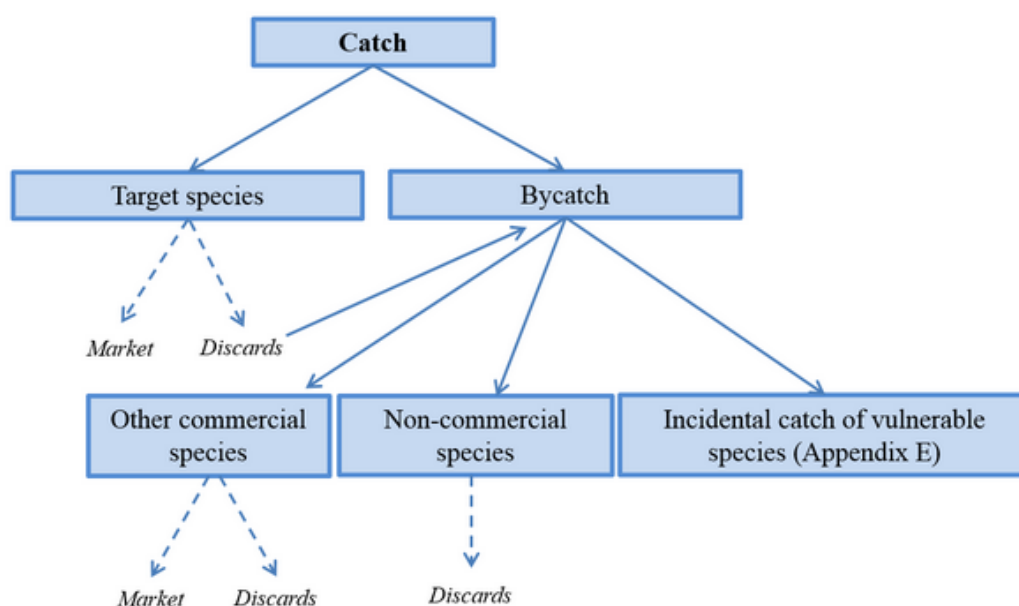 Catch
Target species
Bycatch
Market
Discards
Other commercial
species
Non-commercial
species
Incidental catch of vulnerable
species (Appendix E)
Market
Discards
Discards